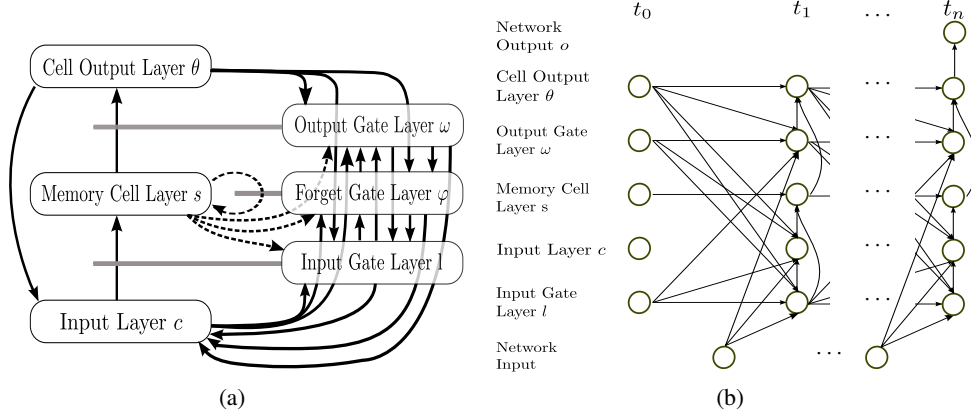 Cell Output Layer θ
Output Gate Layer ω
Memory Cell Layer s
Forget Gate Layer φ
Input Gate Layer l
Input Layer c
(a)
t0
t1
...
tn
Network
Output o
Cell Output
Layer θ
...
Output Gate
Layer ω
...
Memory Cell
Layer s
...
Input Layer c
...
Input Gate
Layer l
...
Network
Input
...
(b)